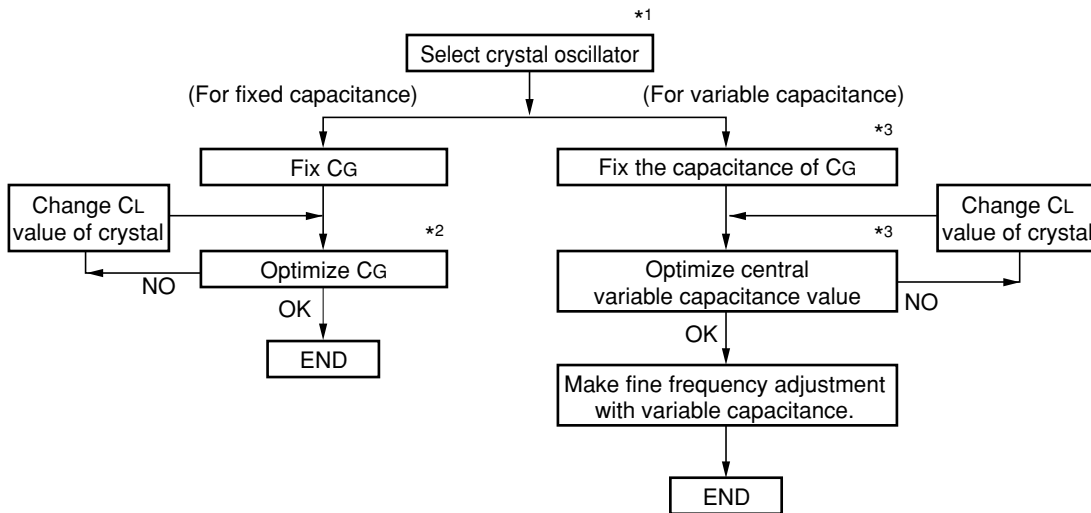 *1
Select crystal oscillator
(For fixed capacitance)
(For variable capacitance)
*3
Fix CG
Fix the capacitance of CG
Change CL
value of crystal
Change CL
value of crystal
*2
*3
Optimize CG
NO
Optimize central
variable capacitance value
NO
OK
OK
END
Make fine frequency adjustment
with variable capacitance.
END